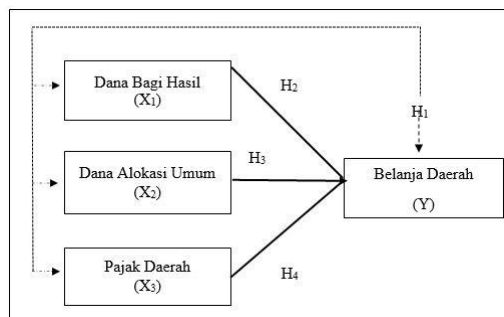 Dana Bagi Hasil
(X₁)
H₂
H₁
Dana Alokasi Umum
(X₂)
H₃
Belanja Daerah
(Y)
Pajak Daerah
(X₃)
H₄